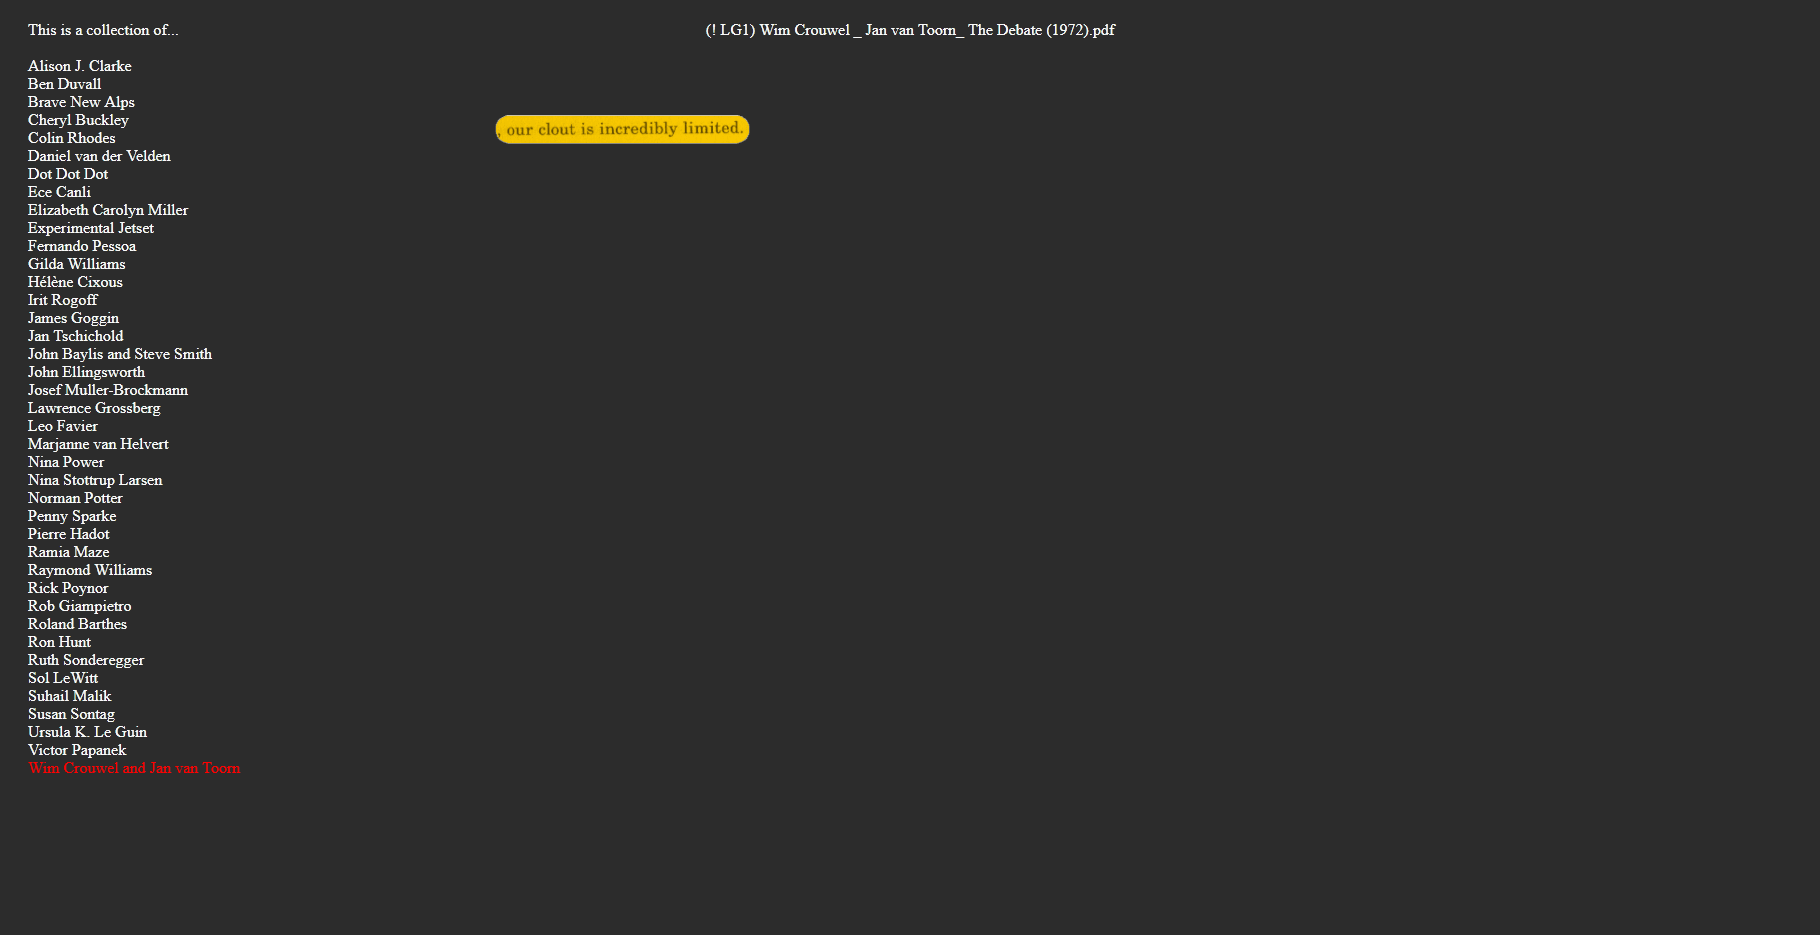 This is a collection of...
(! LG1) Wim Crouwel _ Jan van Toorn_ The Debate (1972).pdf
Alison J. Clarke
Ben Duvall
Brave New Alps
Cheryl Buckley
Colin Rhodes
Daniel van der Velden
Dot Dot Dot
Ece Canli
Elizabeth Carolyn Miller
Experimental Jetset
Fernando Pessoa
Gilda Williams
Hélène Cixous
Irit Rogoff
James Goggin
Jan Tschichold
John Baylis and Steve Smith
John Ellingsworth
Josef Muller-Brockmann
Lawrence Grossberg
Leo Favier
Marjanne van Helvert
Nina Power
Nina Stottrup Larsen
Norman Potter
Penny Sparke
Pierre Hadot
Ramia Maze
Raymond Williams
Rick Poynor
Rob Giampietro
Roland Barthes
Ron Hunt
Ruth Sonderegger
Sol LeWitt
Suhail Malik
Susan Sontag
Ursula K. Le Guin
Victor Papanek
Wim Crouwel and Jan van Toorn
, our clout is incredibly limited.